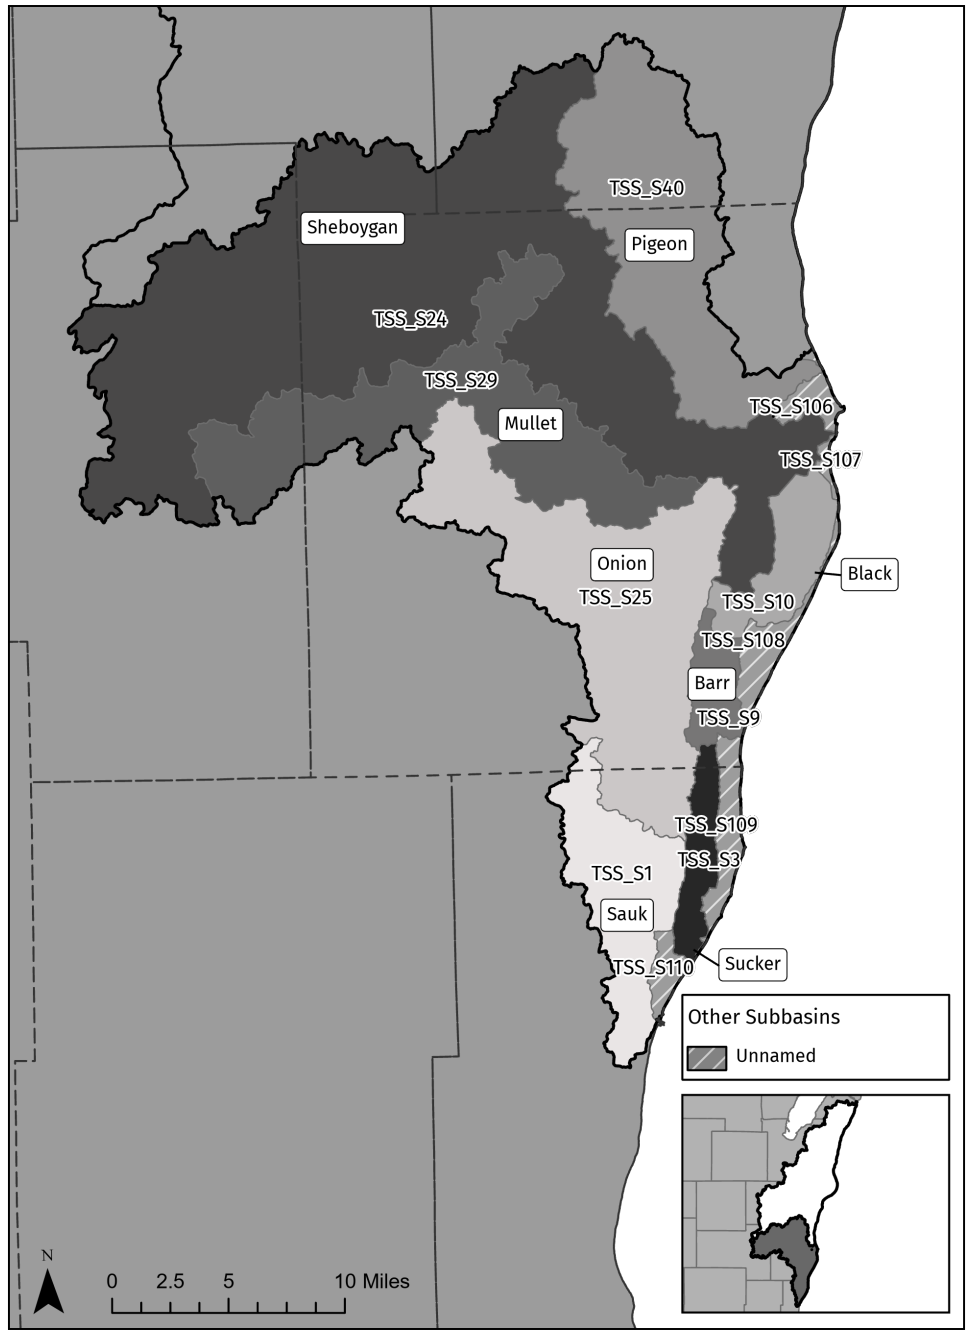 TSS_S40
Sheboygan
Pigeon
TSS_S24
TSS_S29
TSS_S106
Mullet
TSS_S107
Onion
Black
TSS_S25
TSS_S10
TSS_S108
Barr
TSS_S9
TSS_S109
TSS_S3
TSS_S1
Sauk
Sucker
TSS_S110
Other Subbasins
Unnamed
N
0 2.5 5 10 Miles